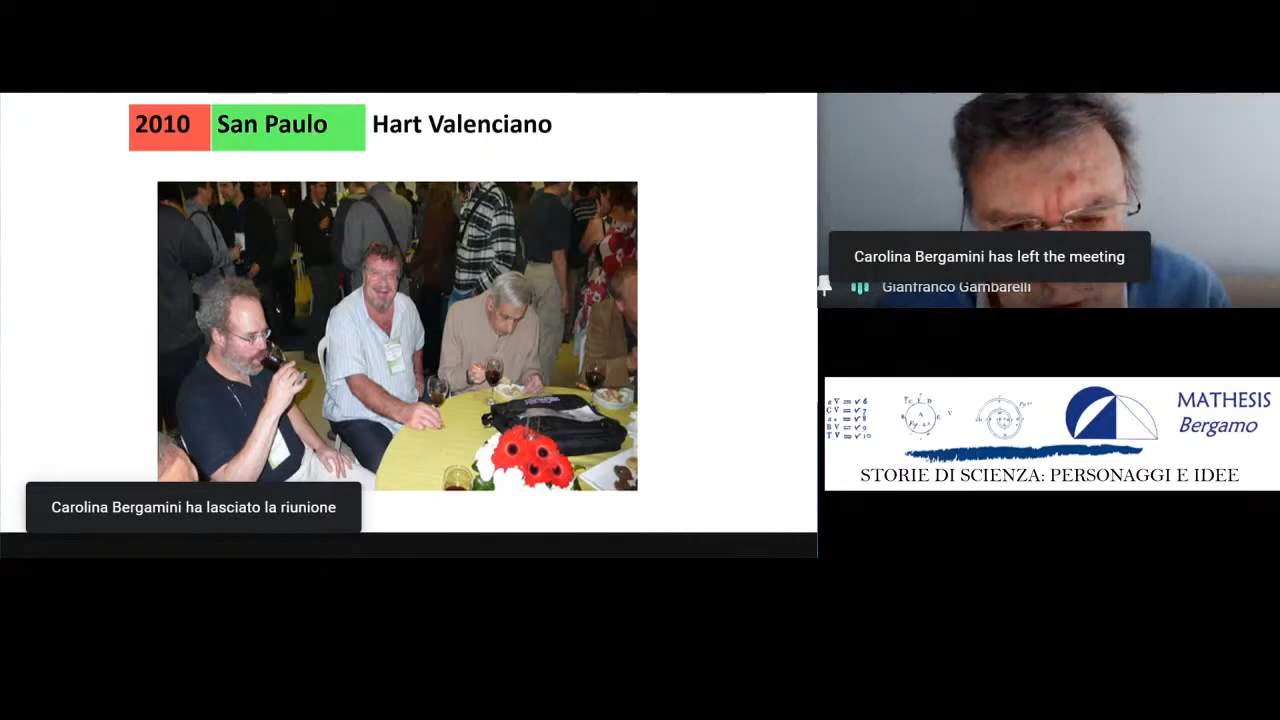 2010 San Paulo Hart Valenciano
Carolina Bergamini has left the meeting
Gianfranco Gambarelli
MATHESIS
Bergamo
STORIE DI SCIENZA: PERSONAGGI E IDEE
Carolina Bergamini ha lasciato la riunione